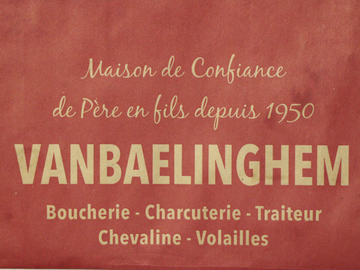 Maison de Confiance
de Père en fils depuis 1950
VANBAELINGHEM
Boucherie - Charcuterie - Traiteur
Chevaline - Volailles